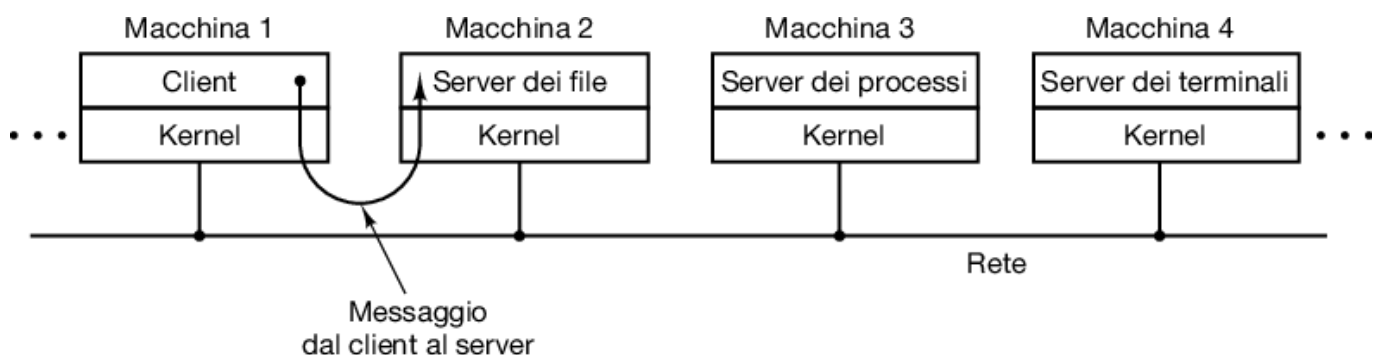 Macchina 1
Macchina 2
Macchina 3
Macchina 4
Client
Server dei file
Server dei processi
Server dei terminali
Kernel
Kernel
Kernel
Kernel
Rete
Messaggio
dal client al server